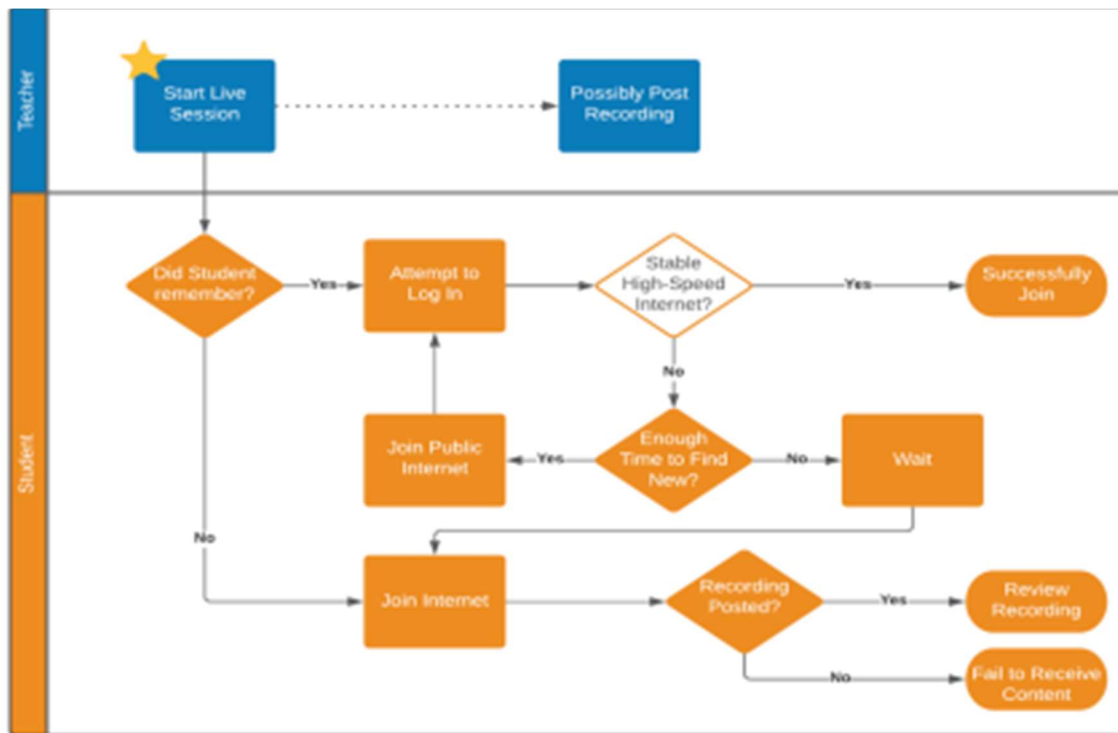 Teacher
Start Live
Session
Possibly Post
Recording
Student
Did Student
remember?
Yes
Attempt to
Log In
Stable
High-Speed
Internet?
Yes
Successfully
Join
No
Join Public
Internet
Yes
Enough
Time to Find
New?
No
Wait
No
Join Internet
Recording
Posted?
Yes
Review
Recording
No
Fail to Receive
Content